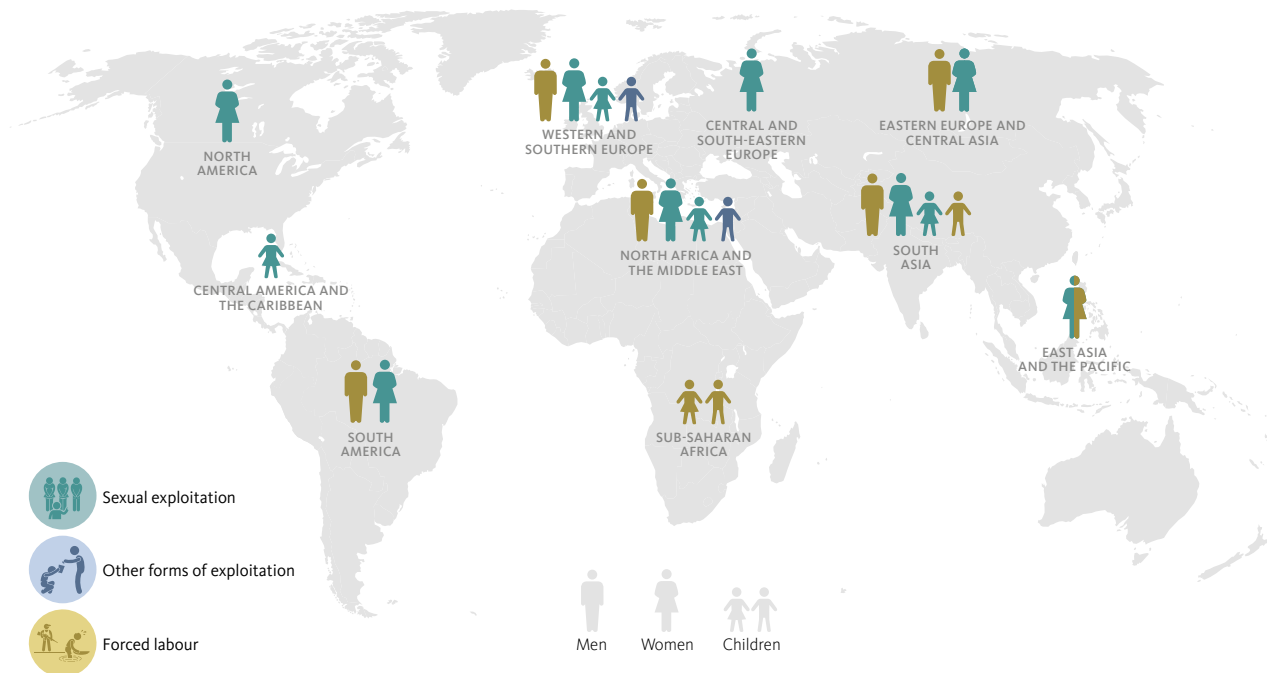 NORTH
AMERICA
WESTERN AND
SOUTHERN EUROPE
CENTRAL AND
SOUTH-EASTERN
EUROPE
EASTERN EUROPE AND
CENTRAL ASIA
NORTH AFRICA AND
THE MIDDLE EAST
SOUTH
ASIA
CENTRAL AMERICA AND
THE CARIBBEAN
EAST ASIA
AND THE PACIFIC
SOUTH
AMERICA
SUB-SAHARAN
AFRICA
Sexual exploitation
Other forms of exploitation
Forced labour
Men
Women
Children